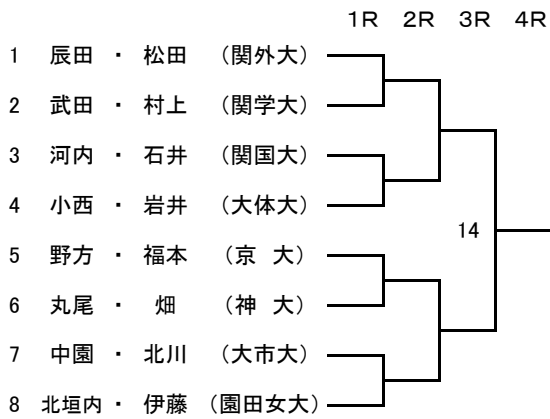 1R 2R 3R 4R
1 辰田 ・ 松田 (関外大)
2 武田 ・ 村上 (関学大)
3 河内 ・ 石井 (関国大)
4 小西 ・ 岩井 (大体大)
14
5 野方 ・ 福本 (京 大)
6 丸尾 ・ 畑 (神 大)
7 中園 ・ 北川 (大市大)
8 北垣内 ・ 伊藤 (園田女大)